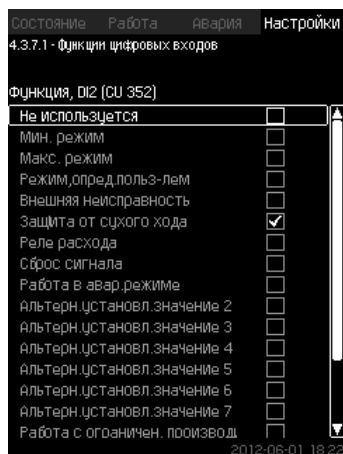 Состояние Работа Авария Настройки
4.3.7.1 - Функции цифровых входов
Функция, DI2 (CU 352)
Не используется
Мин. режим
Макс. режим
Режим,опред.польз-лем
Внешняя неисправность
Защита от сухого хода
Реле расхода
Сброс сигнала
Работа в авар.режиме
Альтерн.установл.значение 2
Альтерн.установл.значение 3
Альтерн.установл.значение 4
Альтерн.установл.значение 5
Альтерн.установл.значение 6
Альтерн.установл.значение 7
Работа с ограничен. производ
2012-06-01 18:22